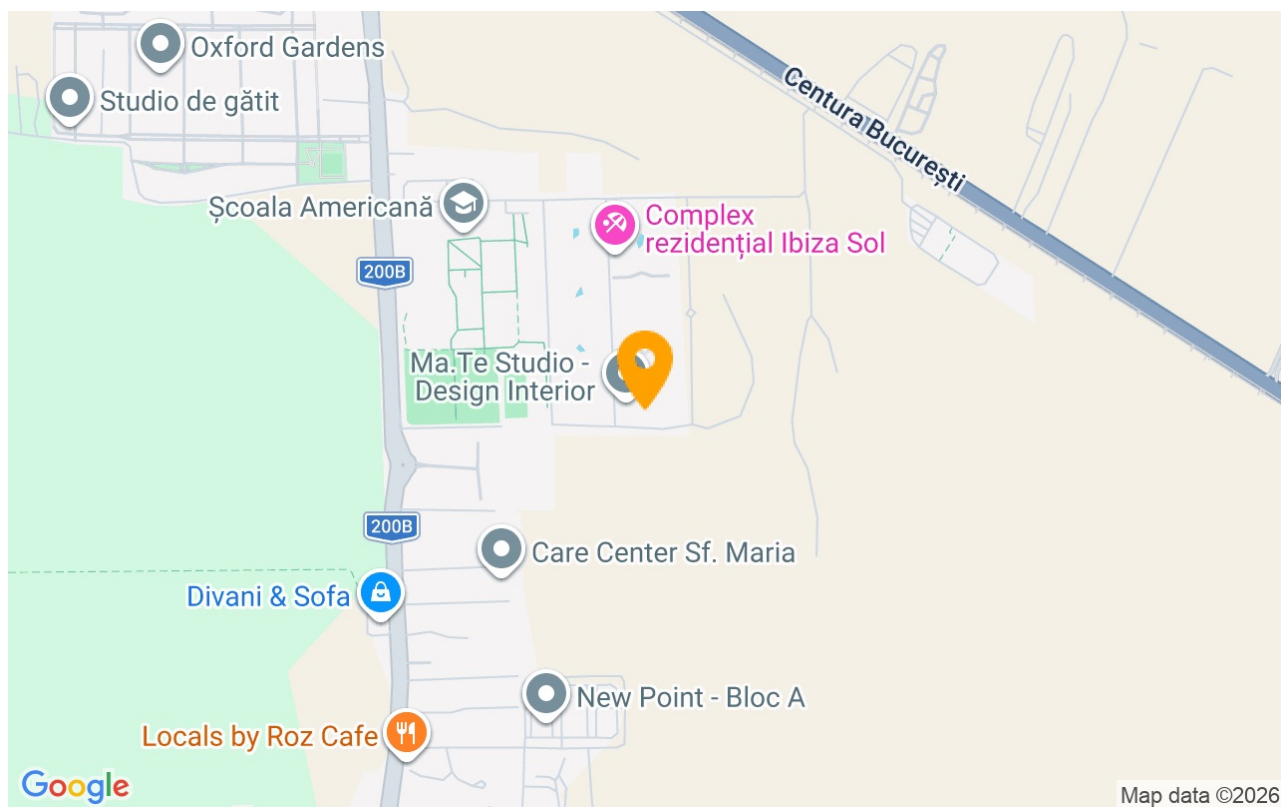 Oxford Gardens
Studio de gătit
Centura București
Școala Americană
Complex
rezidențial Ibiza Sol
200B
Ma.Te Studio -
Design Interior
200B
Care Center Sf. Maria
Divani & Sofa
New Point - Bloc A
Locals by Roz Cafe
Google
Map data ©2026